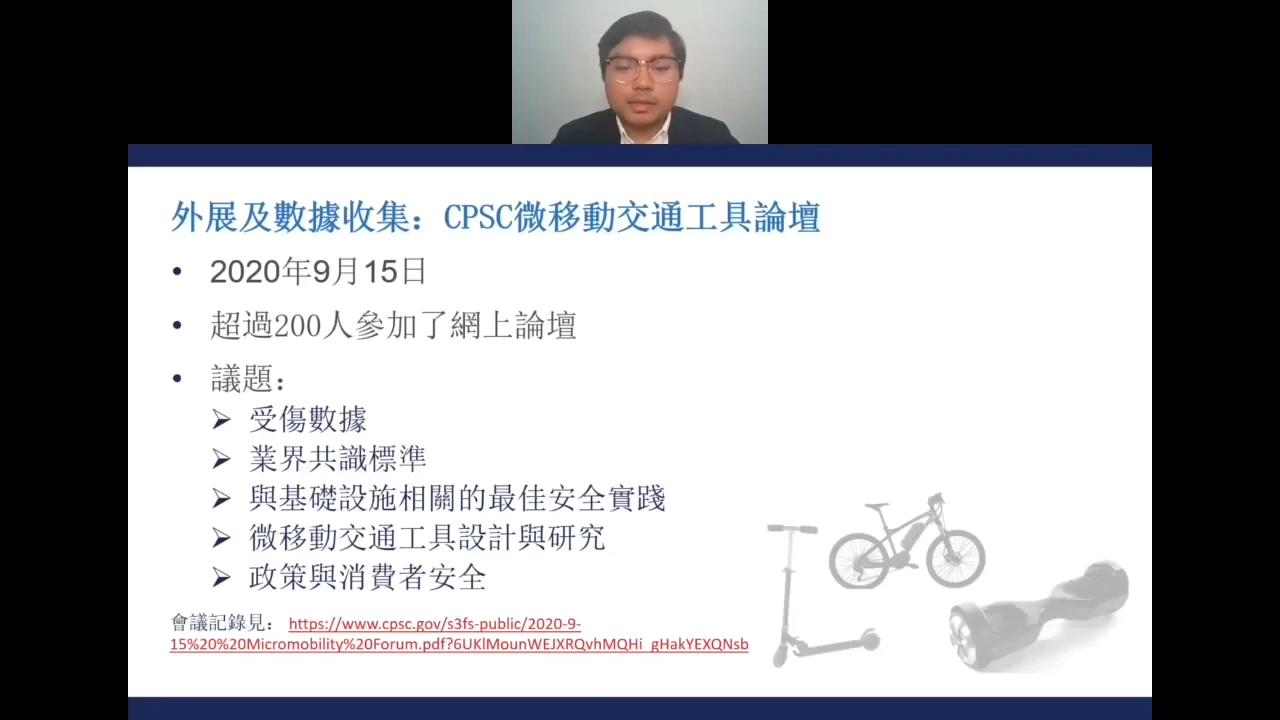 外展及數據收集：CPSC微移動交通工具論壇
• 2020年9月15日
• 超過200人參加了網上論壇
• 議題：
➢ 受傷數據
➢ 業界共識標準
➢ 與基礎設施相關的最佳安全實踐
➢ 微移動交通工具設計與研究
➢ 政策與消費者安全
會議記錄見： https://www.cpsc.gov/s3fs-public/2020-9-
15%20%20Micromobility%20Forum.pdf?6UKlMounWEJXRQvhMQHi_gHakYEXQNsb